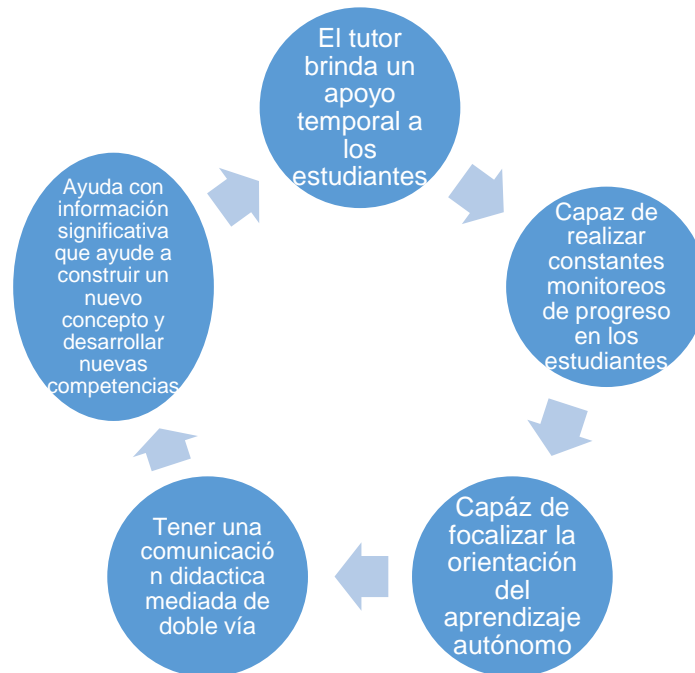 El tutor
brinda un
apoyo
temporal a
los
estudiantes
Capaz de
realizar
constantes
monitoreos
de progreso
en los
estudiantes
Capáz de
focalizar la
orientación
del
aprendizaje
autónomo
Tener una
comunicació
n didactica
mediada de
doble vía
Ayuda con
información
significativa
que ayude a
construir un
nuevo
concepto y
desarrollar
nuevas
competencias